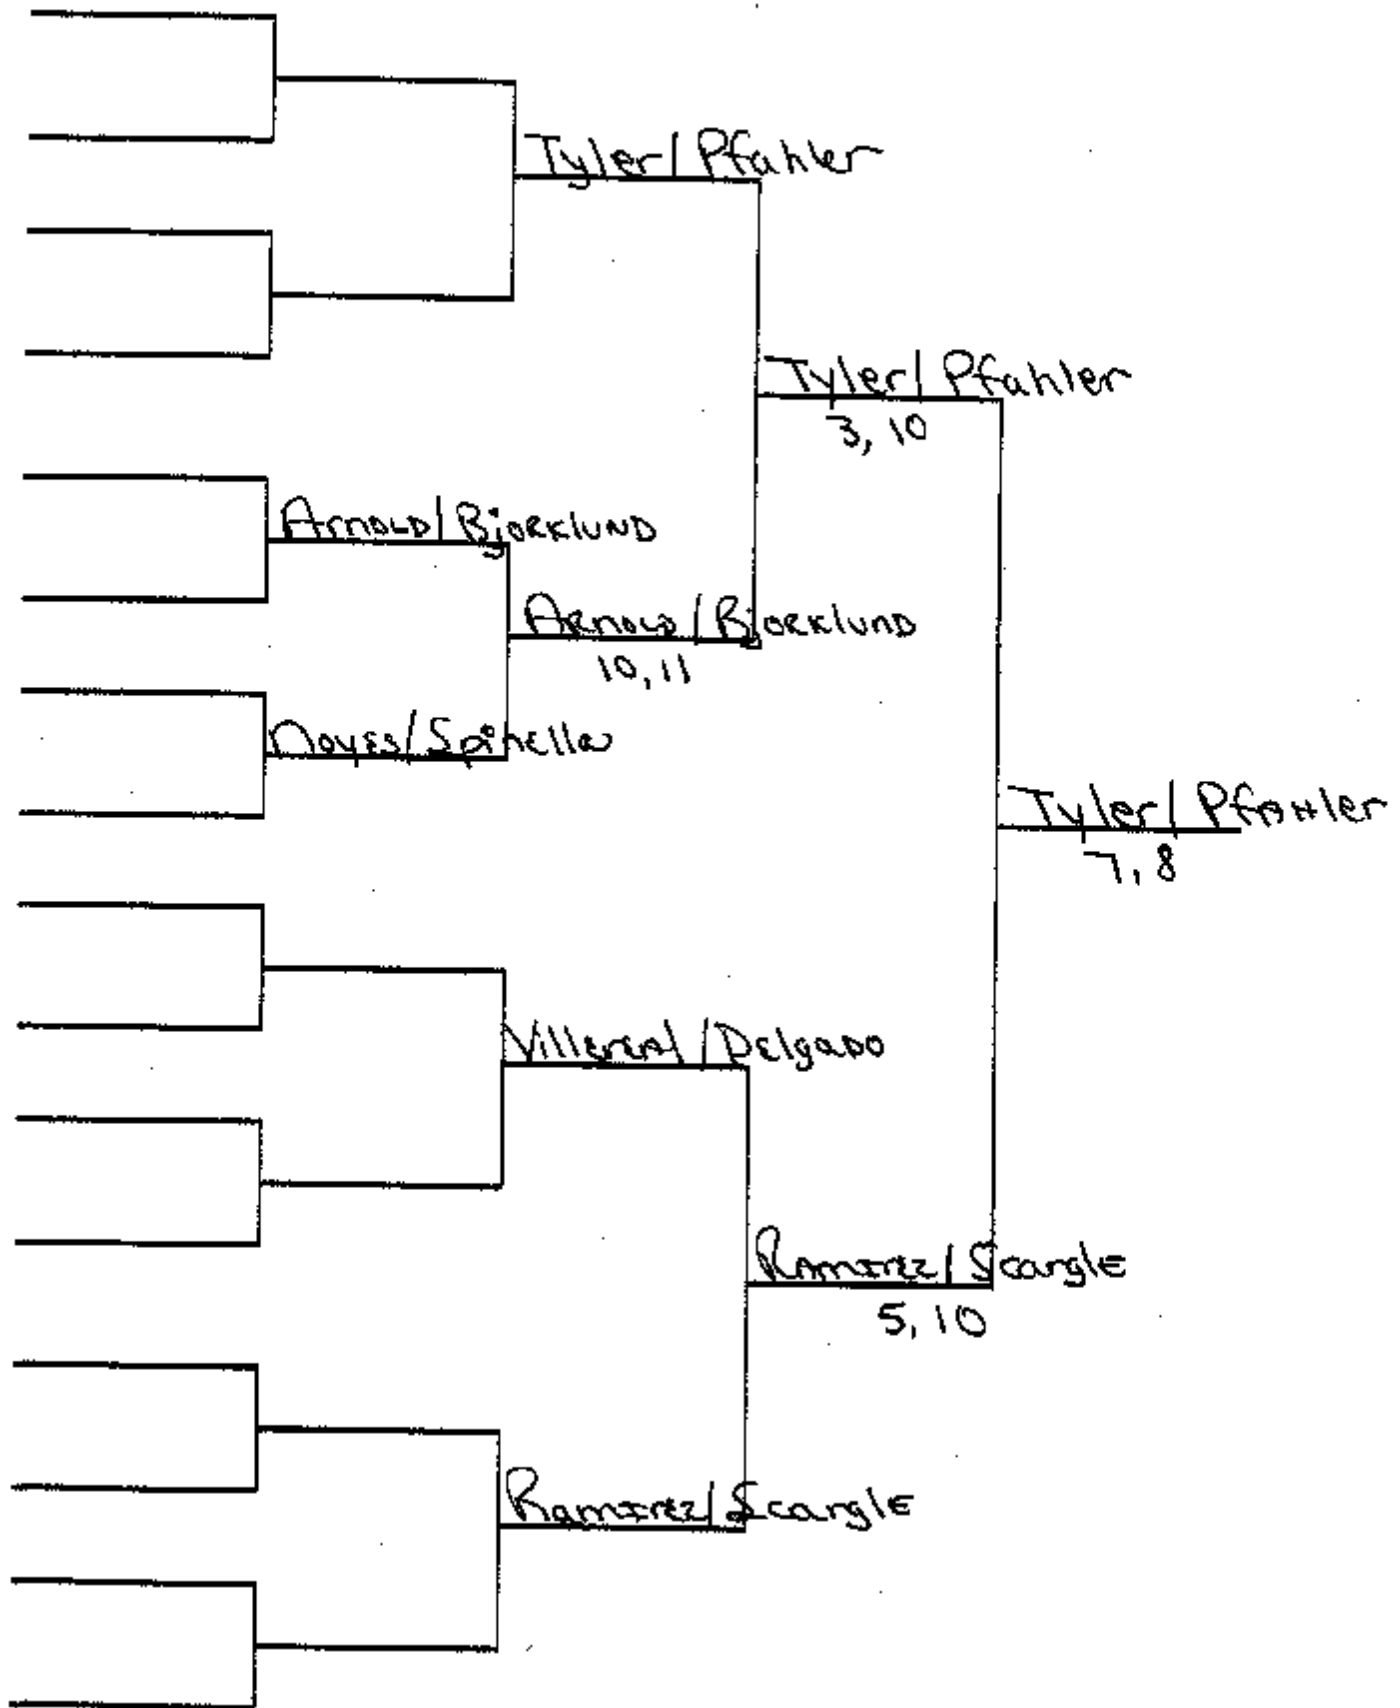 Tyler/Pfahler
Tyler/Pfahler
3, 10
Arnold/Bjorklund
Arnold/Bjorklund
10, 11
Noyes/Spinella
Tyler/Pfahler
7, 8
Villereal/Delgado
Ramirez/Scargle
5, 10
Ramirez/Scargle